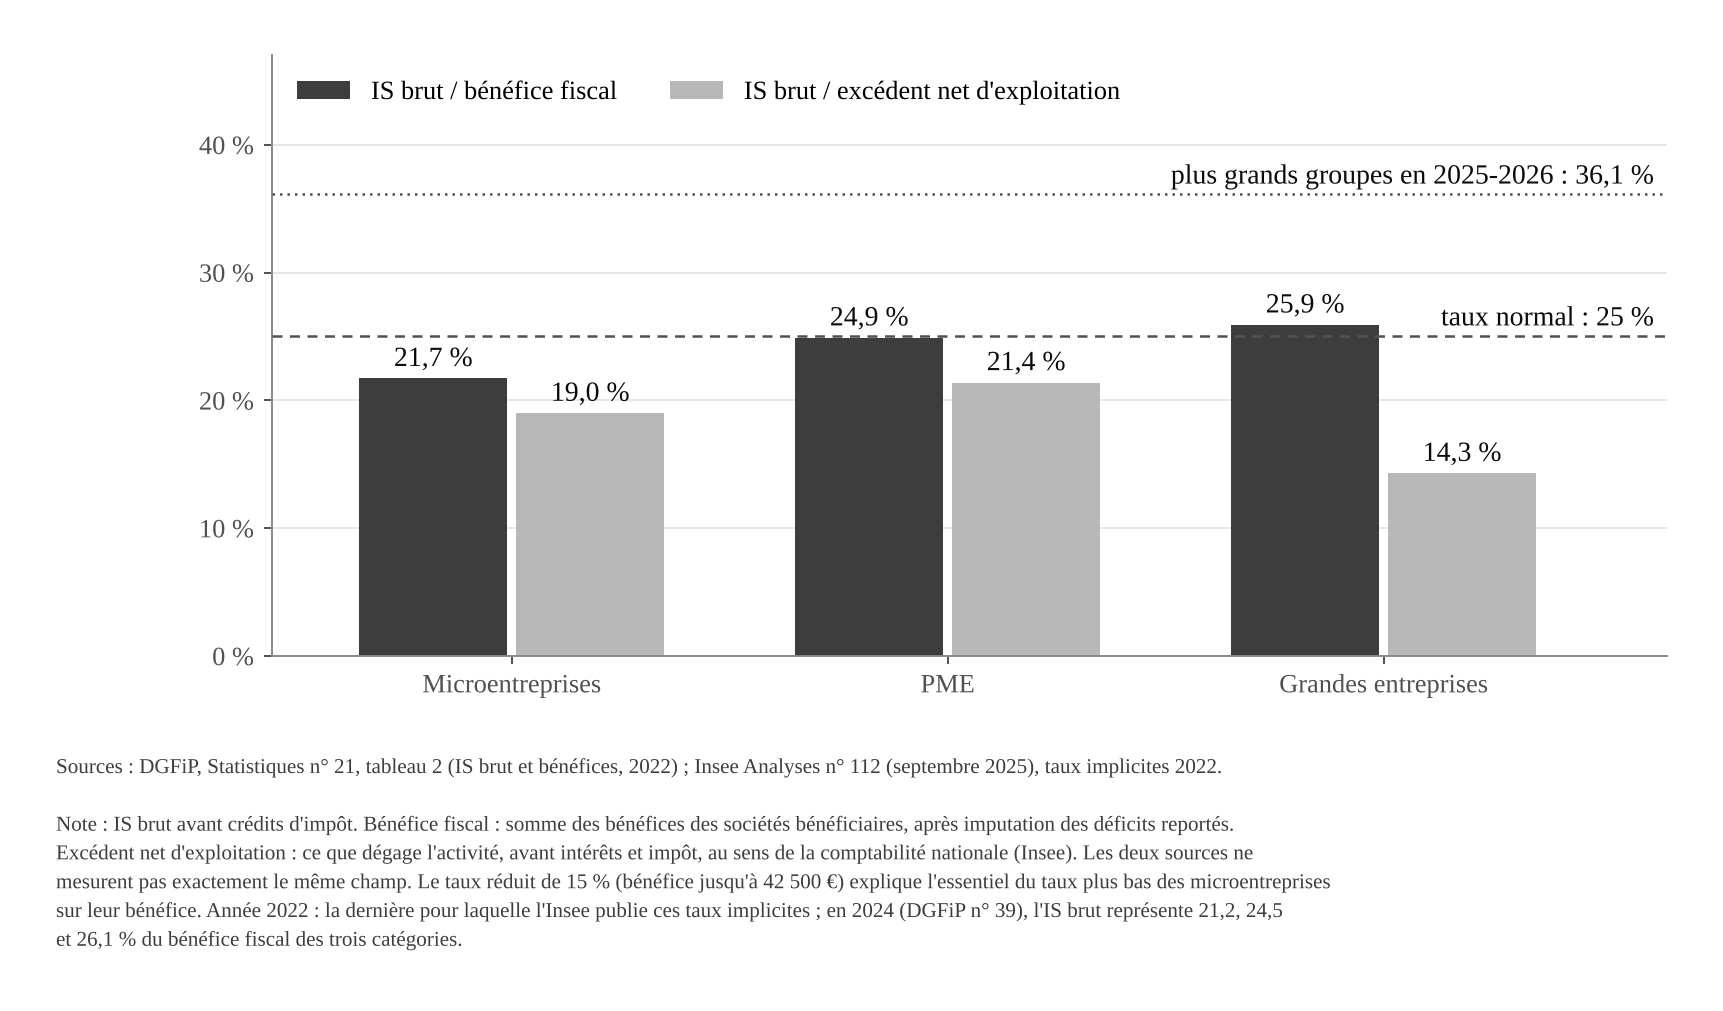 IS brut / bénéfice fiscal
IS brut / excédent net d'exploitation
40 %
plus grands groupes en 2025-2026 : 36,1 %
30 %
25,9 %
24,9 %
taux normal : 25 %
21,7 %
21,4 %
19,0 %
20 %
14,3 %
10 %
0 %
Microentreprises
PME
Grandes entreprises
Sources : DGFiP, Statistiques n° 21, tableau 2 (IS brut et bénéfices, 2022) ; Insee Analyses n° 112 (septembre 2025), taux implicites 2022.
Note : IS brut avant crédits d'impôt. Bénéfice fiscal : somme des bénéfices des sociétés bénéficiaires, après imputation des déficits reportés.
Excédent net d'exploitation : ce que dégage l'activité, avant intérêts et impôt, au sens de la comptabilité nationale (Insee). Les deux sources ne
mesurent pas exactement le même champ. Le taux réduit de 15 % (bénéfice jusqu'à 42 500 €) explique l'essentiel du taux plus bas des microentreprises
sur leur bénéfice. Année 2022 : la dernière pour laquelle l'Insee publie ces taux implicites ; en 2024 (DGFiP n° 39), l'IS brut représente 21,2, 24,5
et 26,1 % du bénéfice fiscal des trois catégories.